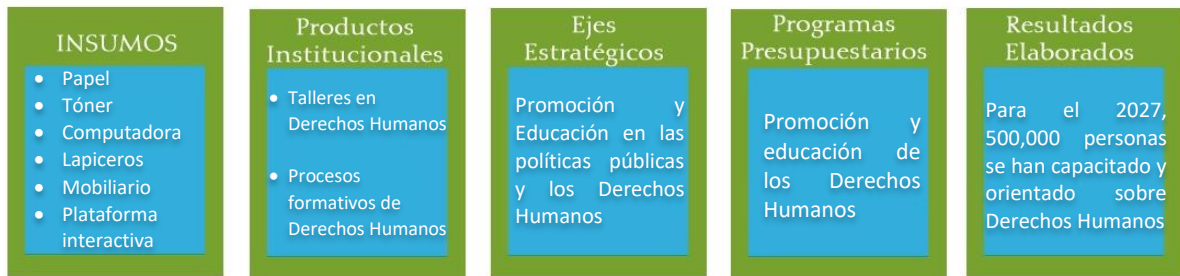 INSUMOS
• Papel
• Tóner
• Computadora
• Lapiceros
• Mobiliario
• Plataforma
interactiva
Productos
Institucionales
• Talleres en
Derechos Humanos
• Procesos
formativos de
Derechos Humanos
Ejes
Estratégicos
Promoción y
Educación en las
políticas públicas
y los Derechos
Humanos
Programas
Presupuestarios
Promoción y
educación de
los Derechos
Humanos
Resultados
Elaborados
Para el 2027,
500,000 personas
se han capacitado y
orientado sobre
Derechos Humanos